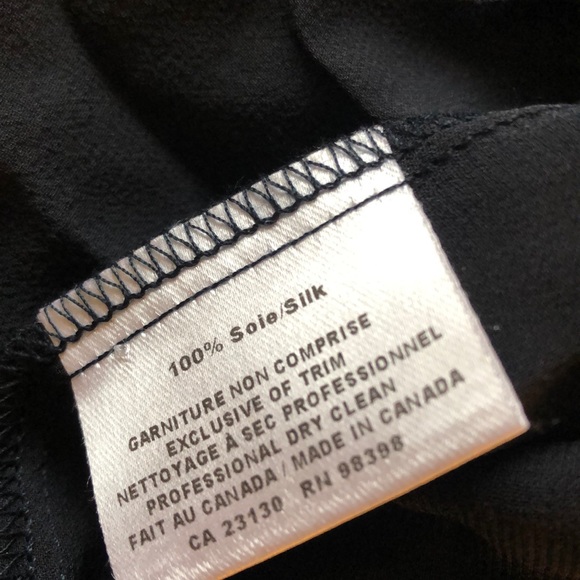 100% Soie/Silk
GARNITURE NON COMPRISE
EXCLUSIVE OF TRIM
NETTOYAGE À SEC PROFESSIONNEL
PROFESSIONAL DRY CLEAN
FAIT AU CANADA / MADE IN CANADA
CA 23130 RN 98398